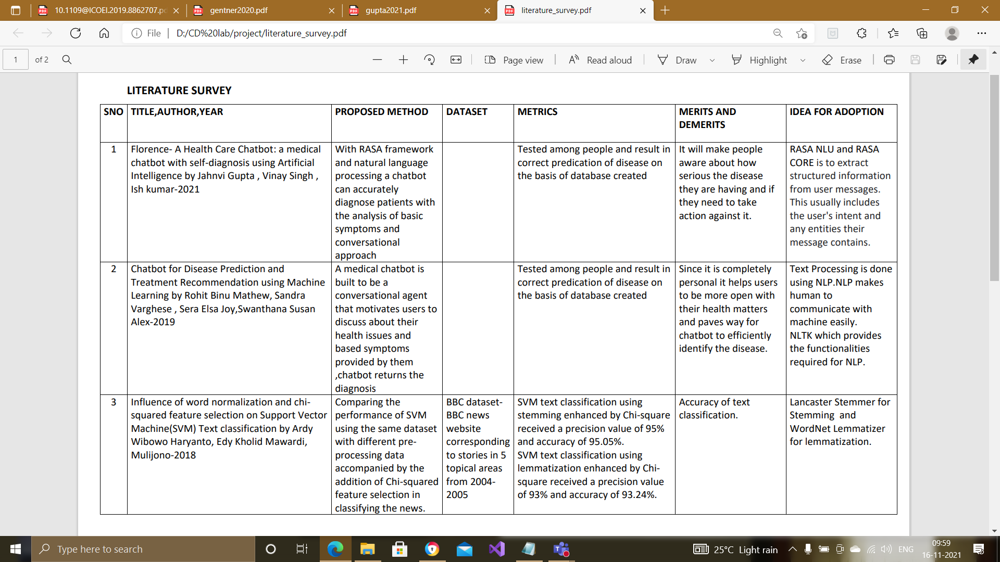 10.1109@ICOEI.2019.8862707.pd
gentner2020.pdf
gupta2021.pdf
literature_survey.pdf
File
D:/CD%20lab/project/literature_survey.pdf
1
of 2
Page view
Read aloud
Draw
Highlight
Erase
LITERATURE SURVEY
SNO
TITLE,AUTHOR,YEAR
PROPOSED METHOD
DATASET
METRICS
MERITS AND
DEMERITS
IDEA FOR ADOPTION
1
Florence- A Health Care Chatbot: a medical
chatbot with self-diagnosis using Artificial
Intelligence by Jahnvi Gupta , Vinay Singh ,
Ish kumar-2021
With RASA framework
and natural language
processing a chatbot
can accurately
diagnose patients with
the analysis of basic
symptoms and
conversational
approach
Tested among people and result in
correct predication of disease on
the basis of database created
It will make people
aware about how
serious the disease
they are having and if
they need to take
action against it.
RASA NLU and RASA
CORE is to extract
structured information
from user messages.
This usually includes
the user's intent and
any entities their
message contains.
2
Chatbot for Disease Prediction and
Treatment Recommendation using Machine
Learning by Rohit Binu Mathew, Sandra
Varghese , Sera Elsa Joy,Swanthana Susan
Alex-2019
A medical chatbot is
built to be a
conversational agent
that motivates users to
discuss about their
health issues and
based symptoms
provided by them
,chatbot returns the
diagnosis
Tested among people and result in
correct predication of disease on
the basis of database created
Since it is completely
personal it helps users
to be more open with
their health matters
and paves way for
chatbot to efficiently
identify the disease.
Text Processing is done
using NLP.NLP makes
human to
communicate with
machine easily.
NLTK which provides
the functionalities
required for NLP.
3
Influence of word normalization and chi-
squared feature selection on Support Vector
Machine(SVM) Text classification by Ardy
Wibowo Haryanto, Edy Kholid Mawardi,
Mulijono-2018
Comparing the
performance of SVM
using the same dataset
with different pre-
processing data
accompanied by the
addition of Chi-squared
feature selection in
classifying the news.
BBC dataset-
BBC news
website
corresponding
to stories in 5
topical areas
from 2004-
2005
SVM text classification using
stemming enhanced by Chi-square
received a precision value of 95%
and accuracy of 95.05%.
SVM text classification using
lemmatization enhanced by Chi-
square received a precision value
of 93% and accuracy of 93.24%.
Accuracy of text
classification.
Lancaster Stemmer for
Stemming  and
WordNet Lemmatizer
for lemmatization.
Type here to search
25°C Light rain
ENG
09:59
16-11-2021